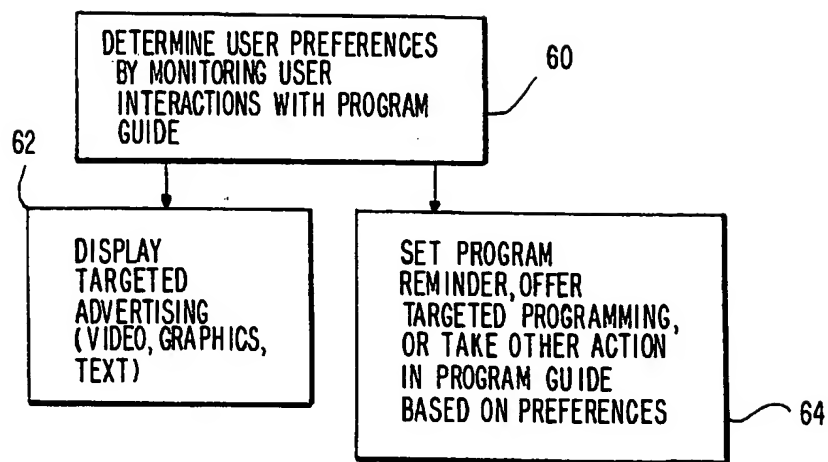 DETERMINE USER PREFERENCES
BY MONITORING USER
INTERACTIONS WITH PROGRAM
GUIDE
60
62
DISPLAY
TARGETED
ADVERTISING
(VIDEO, GRAPHICS,
TEXT)
SET PROGRAM
REMINDER, OFFER
TARGETED PROGRAMMING,
OR TAKE OTHER ACTION
IN PROGRAM GUIDE
BASED ON PREFERENCES
64